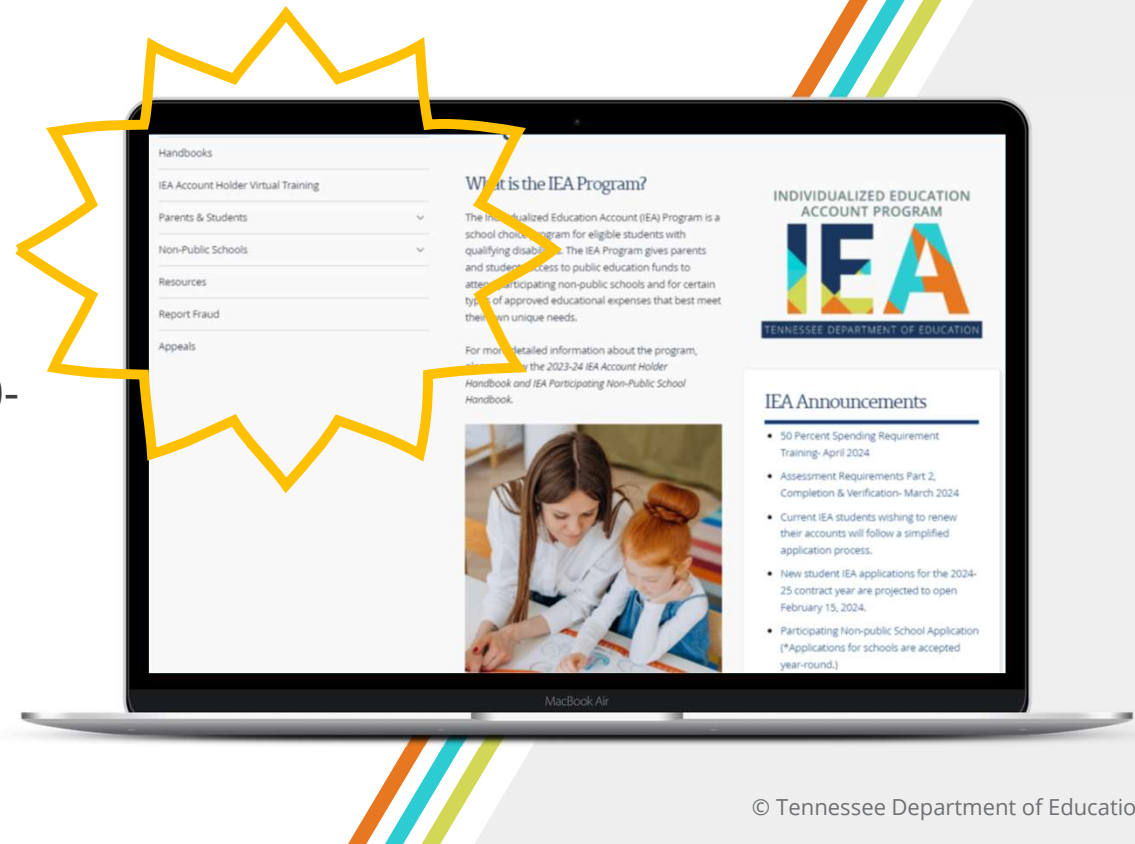 )-
Handbooks
IEA Account Holder Virtual Training
Parents & Students
Non-Public Schools
Resources
Report Fraud
Appeals
What is the IEA Program?
The Individualized Education Account (IEA) Program is a
school choice program for eligible students with
qualifying disabilities. The IEA Program gives parents
and students access to public education funds to
attend participating non-public schools and for certain
types of approved educational expenses that best meet
their own unique needs.
For more detailed information about the program,
the 2023-24 IEA Account Holder
Handbook and IEA Participating Non-Public School
Handbook.
INDIVIDUALIZED EDUCATION
ACCOUNT PROGRAM
IEA
TENNESSEE DEPARTMENT OF EDUCATION
IEA Announcements
50 Percent Spending Requirement
Training- April 2024
Assessment Requirements Part 2,
Completion & Verification- March 2024
Current IEA students wishing to renew
their accounts will follow a simplified
application process.
New student IEA applications for the 2024-
25 contract year are projected to open
February 15, 2024.
Participating Non-public School Application
(*Applications for schools are accepted
year-round.)
MacBook Air
© Tennessee Department of Educatio